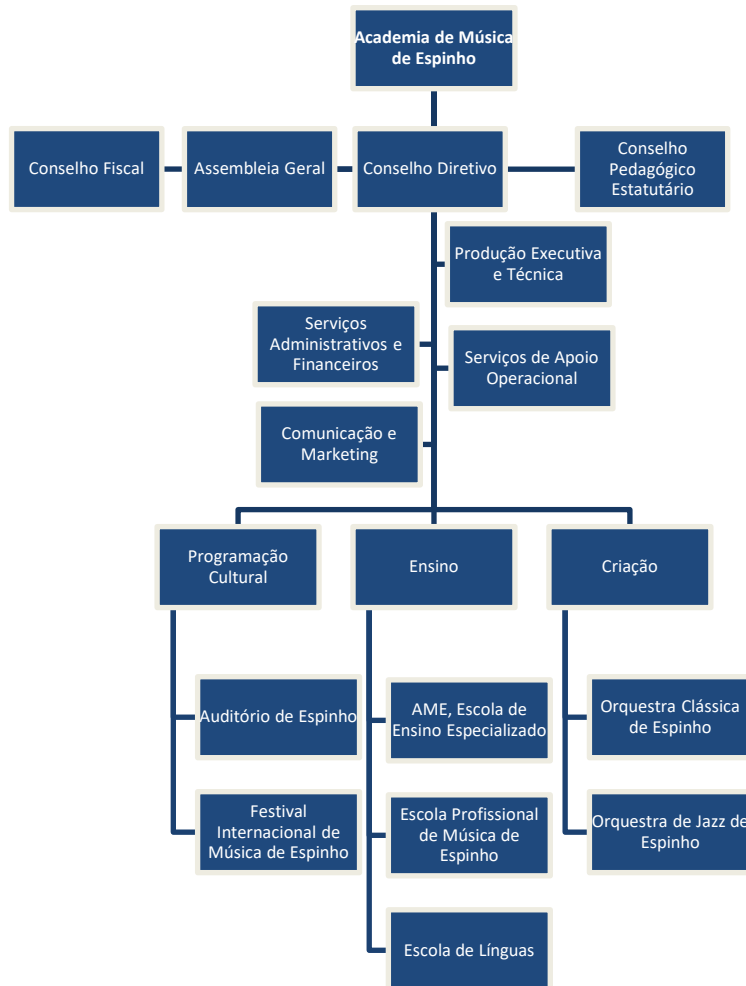 Academia de Música
de Espinho
Conselho Fiscal
Assembleia Geral
Conselho Diretivo
Conselho
Pedagógico
Estatutário
Produção Executiva
e Técnica
Serviços
Administrativos e
Financeiros
Serviços de Apoio
Operacional
Comunicação e
Marketing
Programação
Cultural
Ensino
Criação
Auditório de Espinho
AME, Escola de
Ensino Especializado
Orquestra Clássica
de Espinho
Festival
Internacional de
Música de Espinho
Escola Profissional
de Música de
Espinho
Orquestra de Jazz de
Espinho
Escola de Línguas